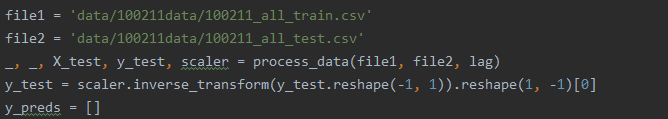 file1 = 'data/100211data/100211_all_train.csv'
file2 = 'data/100211data/100211_all_test.csv'
_, _, X_test, y_test, scaler = process_data(file1, file2, lag)
y_test = scaler.inverse_transform(y_test.reshape(-1, 1)).reshape(1, -1)[0]
y_preds = []